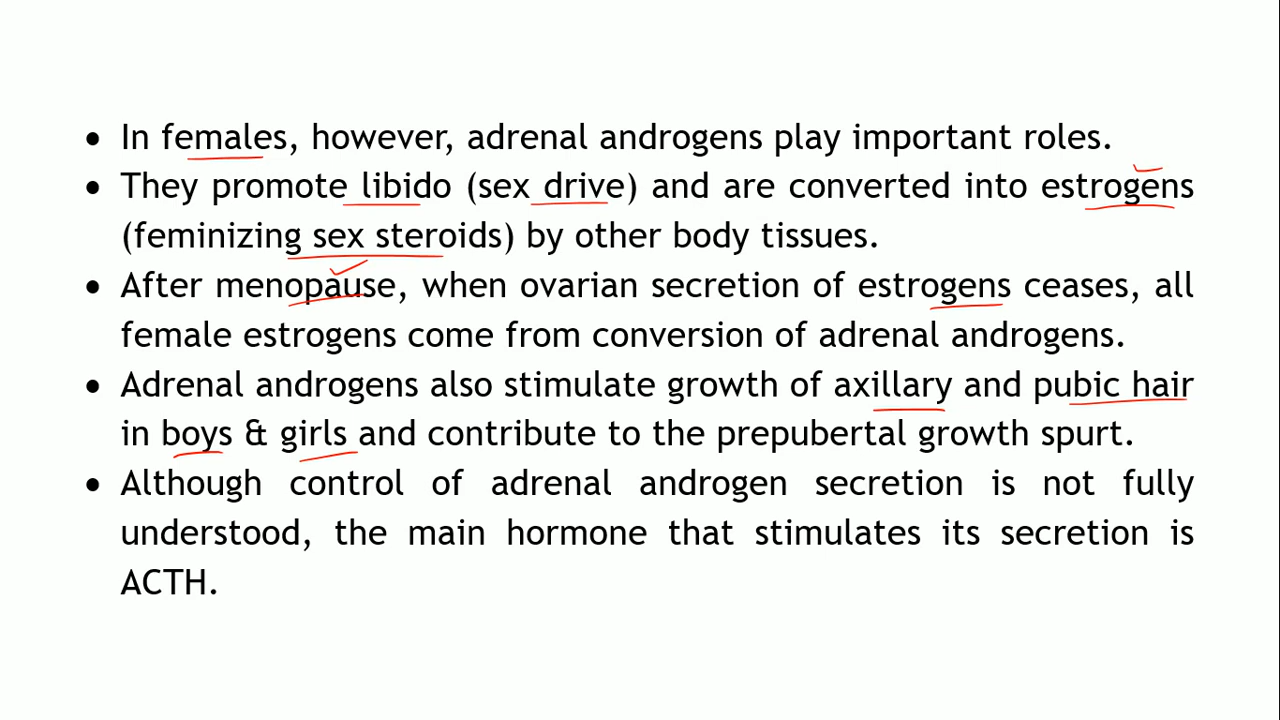 • In females, however, adrenal androgens play important roles.
• They promote libido (sex drive) and are converted into estrogens
(feminizing sex steroids) by other body tissues.
• After menopause, when ovarian secretion of estrogens ceases, all
female estrogens come from conversion of adrenal androgens.
• Adrenal androgens also stimulate growth of axillary and pubic hair
in boys & girls and contribute to the prepubertal growth spurt.
• Although control of adrenal androgen secretion is not fully
understood, the main hormone that stimulates its secretion is
ACTH.